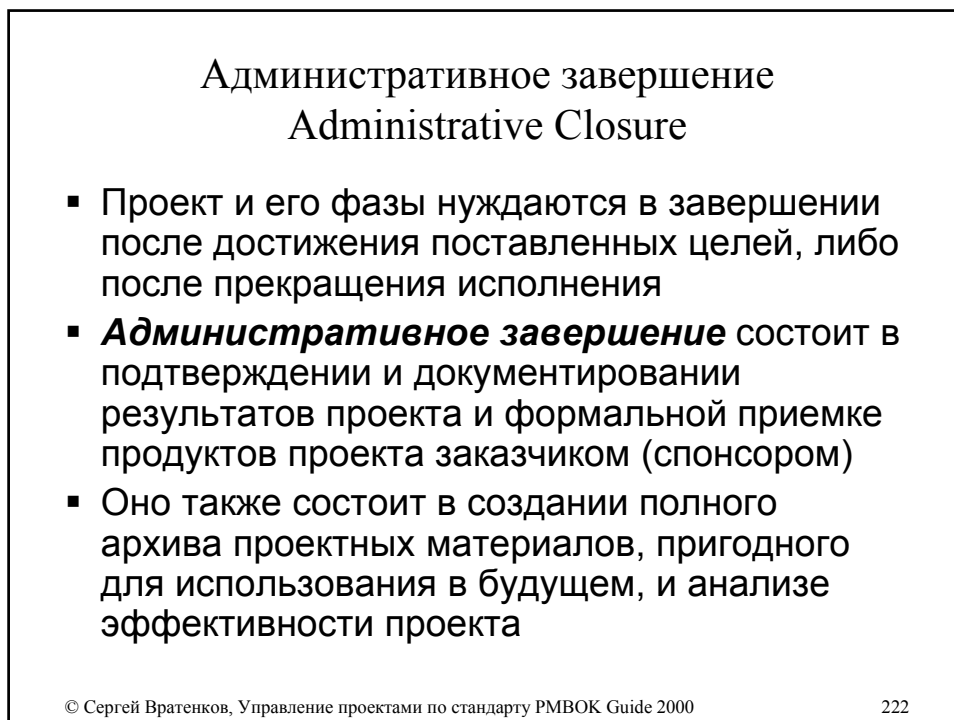 Административное завершение
Administrative Closure
▪ Проект и его фазы нуждаются в завершении
после достижения поставленных целей, либо
после прекращения исполнения
▪ Административное завершение состоит в
подтверждении и документировании
результатов проекта и формальной приемке
продуктов проекта заказчиком (спонсором)
▪ Оно также состоит в создании полного
архива проектных материалов, пригодного
для использования в будущем, и анализе
эффективности проекта
© Сергей Вратенков, Управление проектами по стандарту PMBOK Guide 2000 222